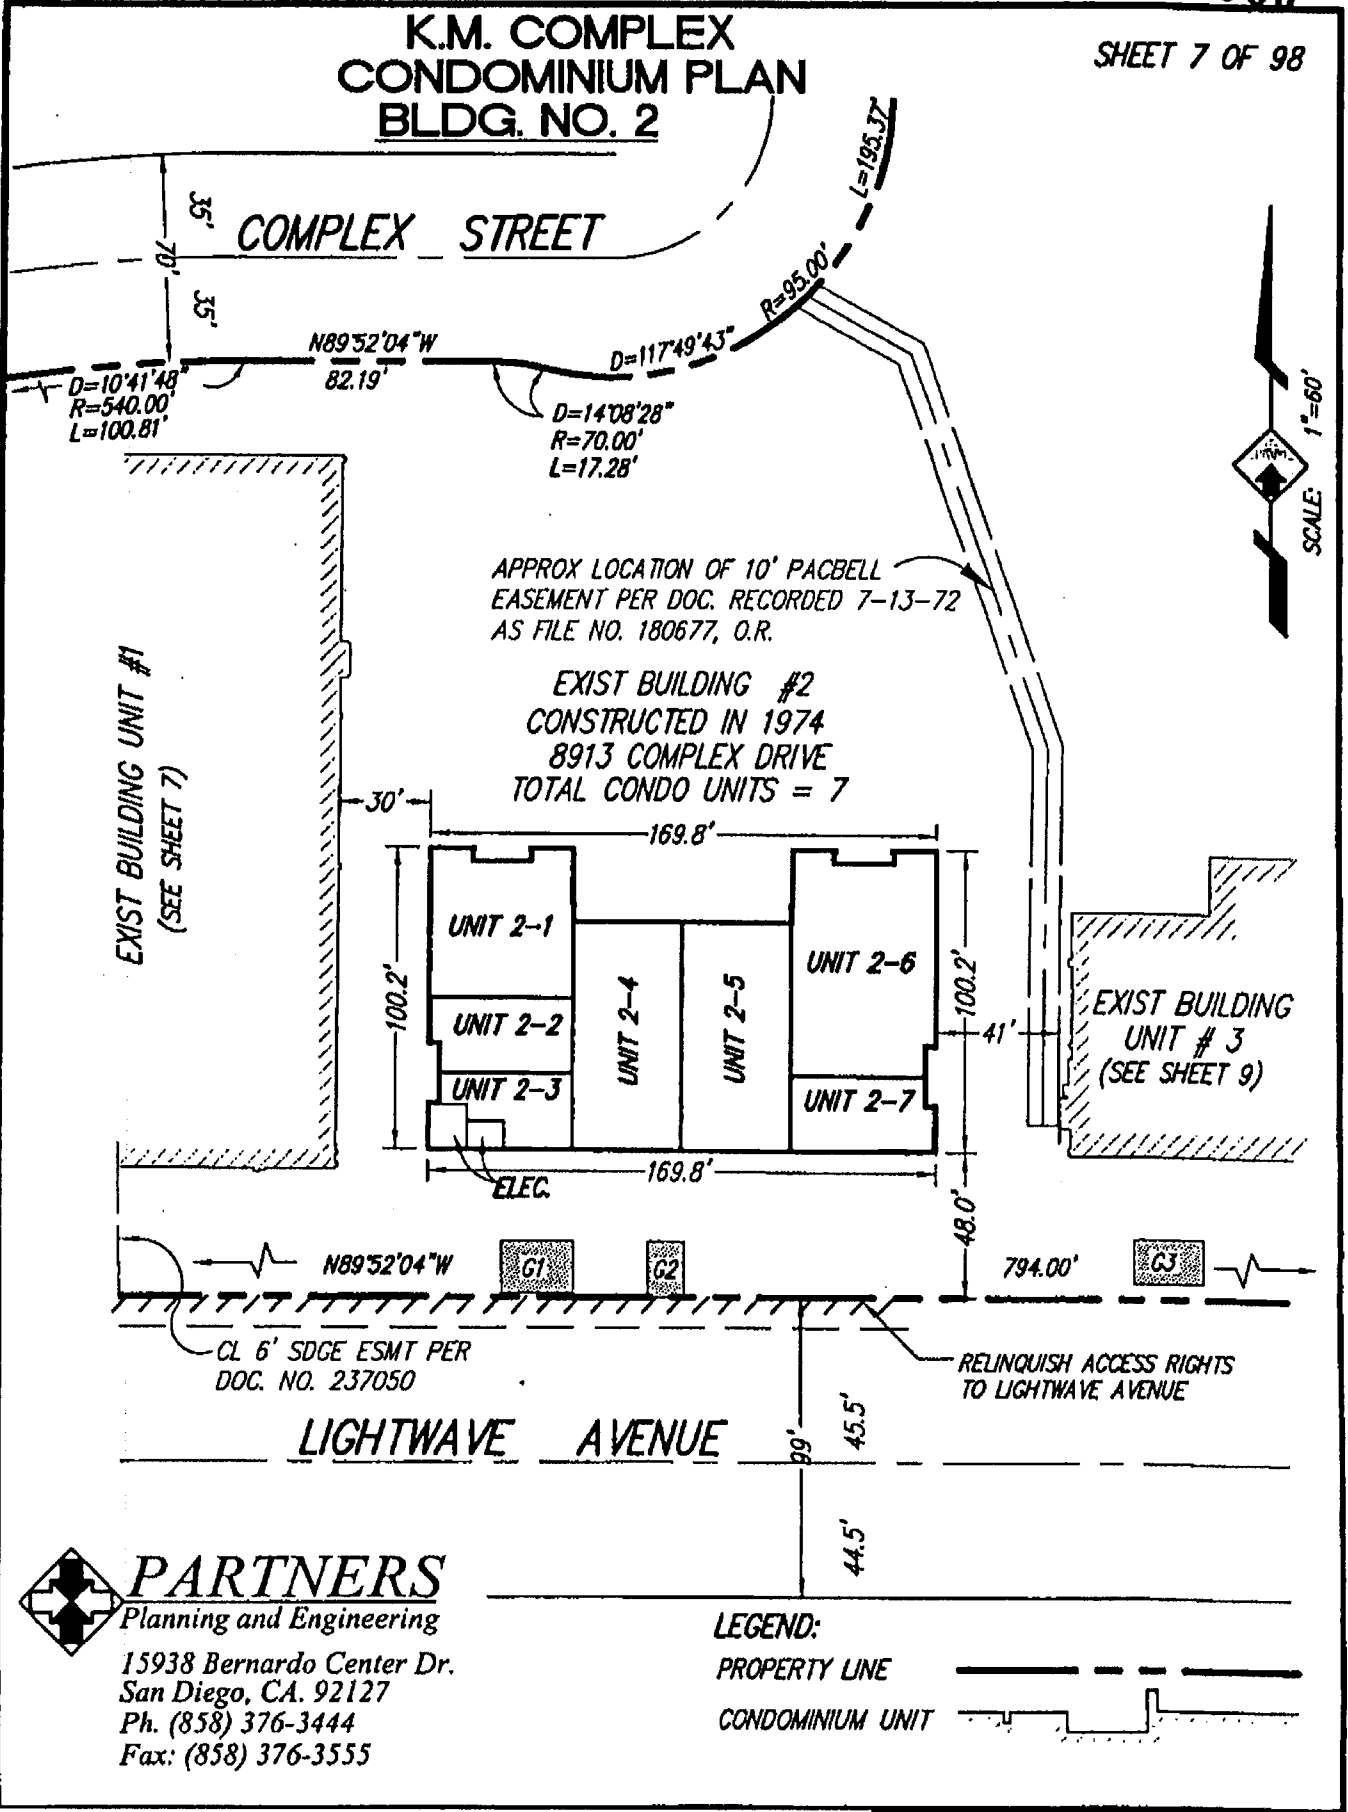 K.M. COMPLEX
CONDOMINIUM PLAN
BLDG. NO. 2
SHEET 7 OF 98
L=195.37'
35'
70'
35'
COMPLEX STREET
R=95.00'
N89°52'04"W
82.19'
D=117°49'43"
D=10°41'48"
R=540.00'
L=100.81'
D=14°08'28"
R=70.00'
L=17.28'
SCALE: 1"=60'
APPROX LOCATION OF 10' PACBELL
EASEMENT PER DOC. RECORDED 7-13-72
AS FILE NO. 180677, O.R.
EXIST BUILDING UNIT #1
(SEE SHEET 7)
EXIST BUILDING #2
CONSTRUCTED IN 1974
8913 COMPLEX DRIVE
TOTAL CONDO UNITS = 7
30'
169.8'
UNIT 2-1
UNIT 2-2
UNIT 2-3
UNIT 2-4
UNIT 2-5
UNIT 2-6
UNIT 2-7
100.2'
100.2'
41'
EXIST BUILDING
UNIT # 3
(SEE SHEET 9)
169.8'
ELEC.
48.0'
N89°52'04"W
G1
G2
794.00'
G3
CL 6' SDGE ESMT PER
DOC. NO. 237050
RELINQUISH ACCESS RIGHTS
TO LIGHTWAVE AVENUE
LIGHTWAVE AVENUE
99'
45.5'
44.5'
PARTNERS
Planning and Engineering
15938 Bernardo Center Dr.
San Diego, CA. 92127
Ph. (858) 376-3444
Fax: (858) 376-3555
LEGEND:
PROPERTY LINE
CONDOMINIUM UNIT